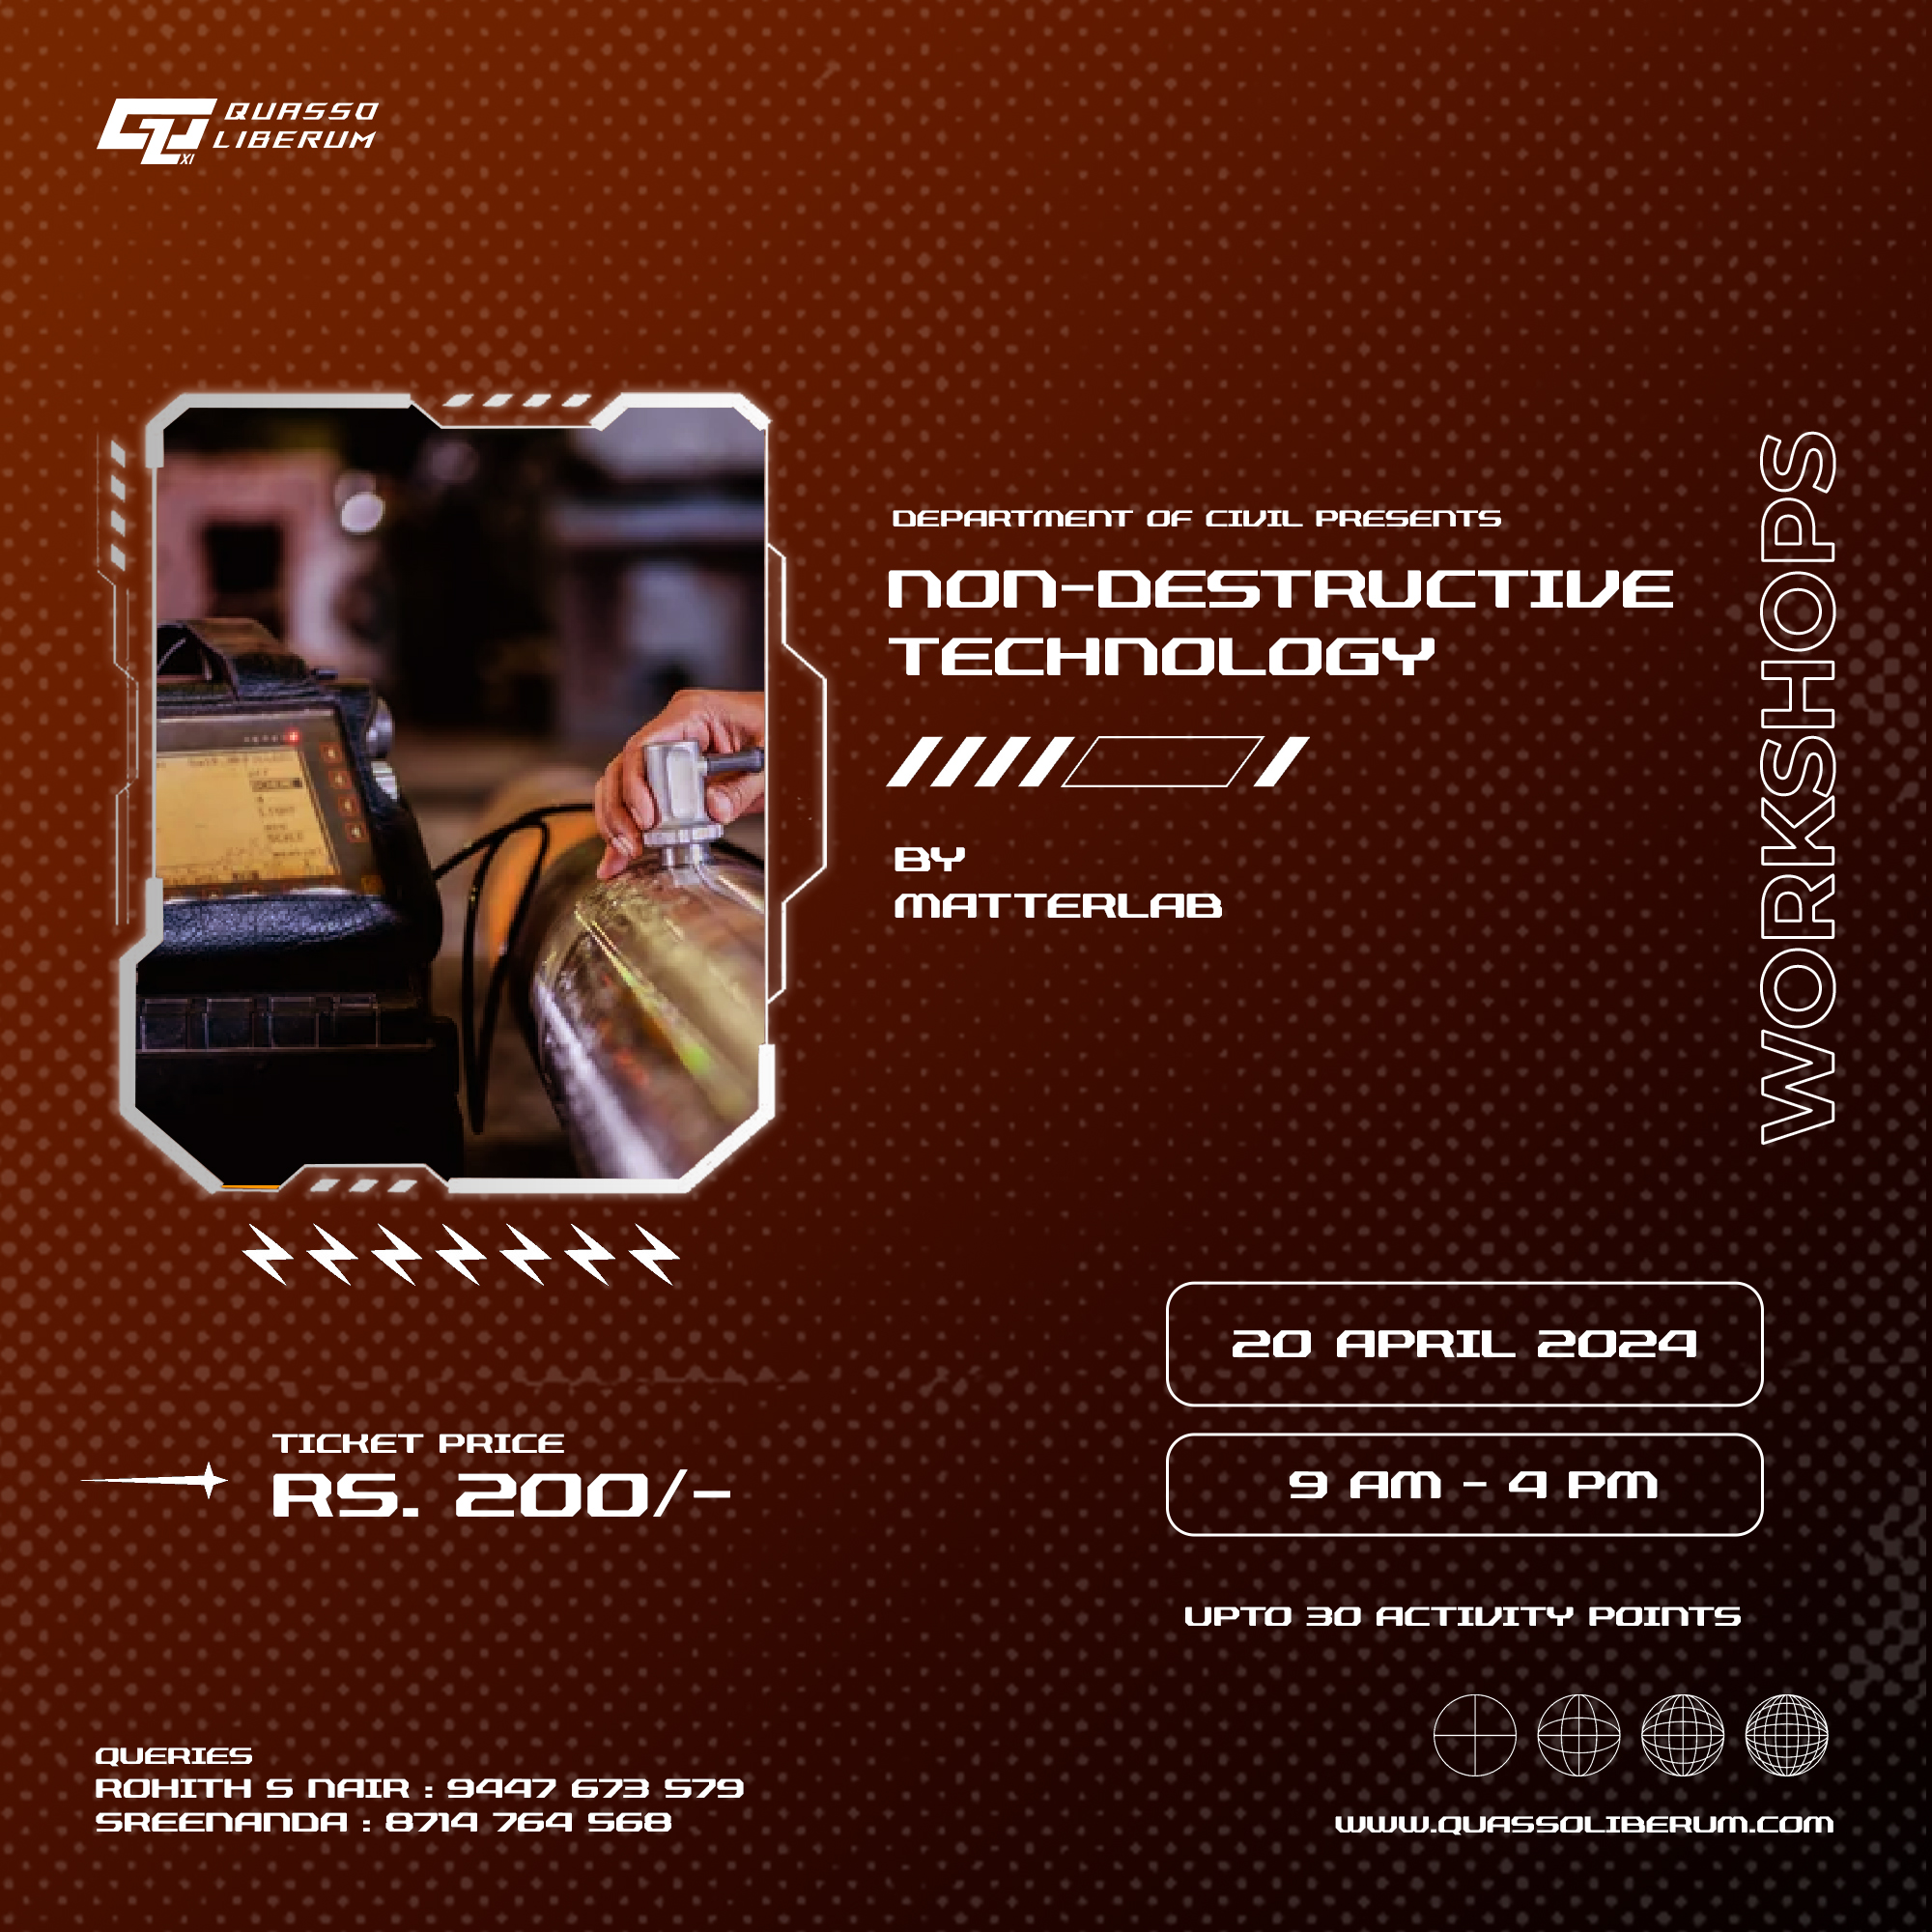 QUASSO
LIBERUM
XI
DEPARTMENT OF CIVIL PRESENTS
NON-DESTRUCTIVE
TECHNOLOGY
BY
MATTERLAB
WORKSHOPS
20 APRIL 2024
9 AM - 4 PM
UPTO 30 ACTIVITY POINTS
TICKET PRICE
RS. 200/-
QUERIES
ROHITH S NAIR : 9447 673 579
SREENANDA : 8714 764 568
WWW.QUASSOLIBERUM.COM